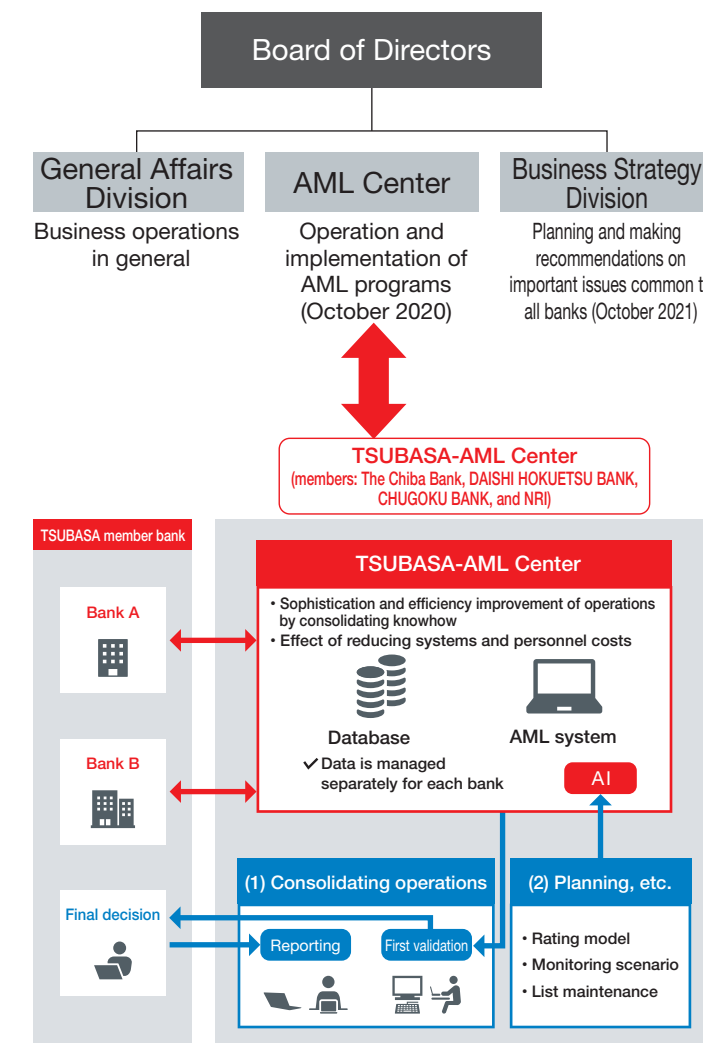 Board of Directors
General Affairs
Division
Business operations
in general
AML Center
Operation and
implementation of
AML programs
(October 2020)
Business Strategy
Division
Planning and making
recommendations on
important issues common t
all banks (October 2021)
TSUBASA-AML Center
(members: The Chiba Bank, DAISHI HOKUETSU BANK,
CHUGOKU BANK, and NRI)
TSUBASA member bank
Bank A
Bank B
Final decision
TSUBASA-AML Center
• Sophistication and efficiency improvement of operations
by consolidating knowhow
• Effect of reducing systems and personnel costs
Database
✓Data is managed
separately for each bank
AML system
AI
(1) Consolidating operations
Reporting
First validation
(2) Planning, etc.
• Rating model
• Monitoring scenario
• List maintenance